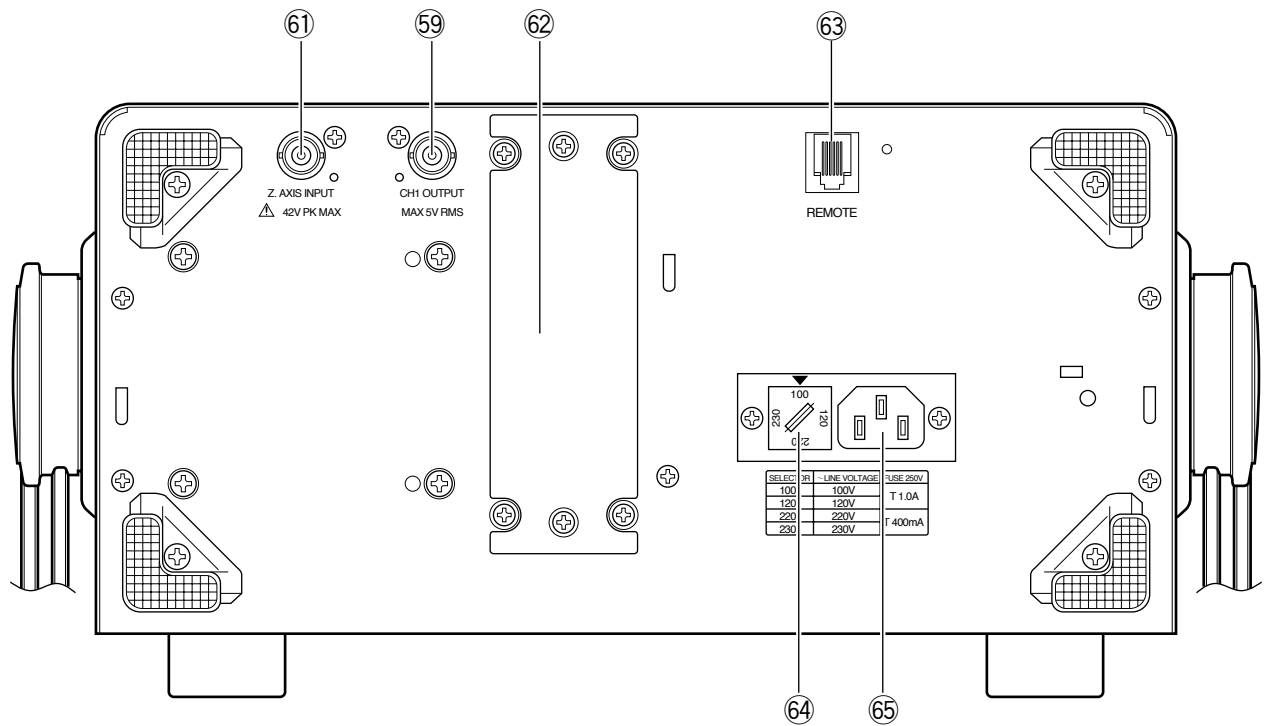 61 59 62 63
Z. AXIS INPUT
⚠ 42V PK MAX
CH1 OUTPUT
MAX 5V RMS
REMOTE
100
230
120
220
SELECTOR ~LINE VOLTAGE FUSE 250V
100 100V T 1.0A
120 120V
220 220V T 400mA
230 230V
64 65